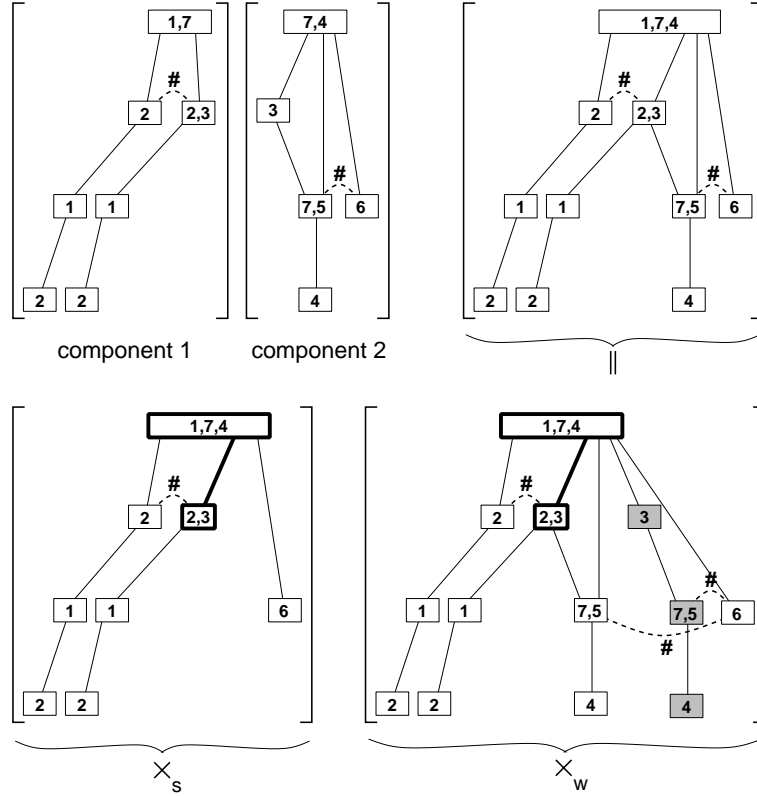 1,7 7,4 1,7,4
# #
2 2,3 3 2 2,3
# #
1 1 7,5 6 1 1 7,5 6
2 2 4 2 2 4
component 1 component 2
||
1,7,4 1,7,4
# #
2 2,3 2 2,3 3
#
1 1 6 1 1 7,5 7,5 6
#
2 2 2 2 4 4
×s ×w